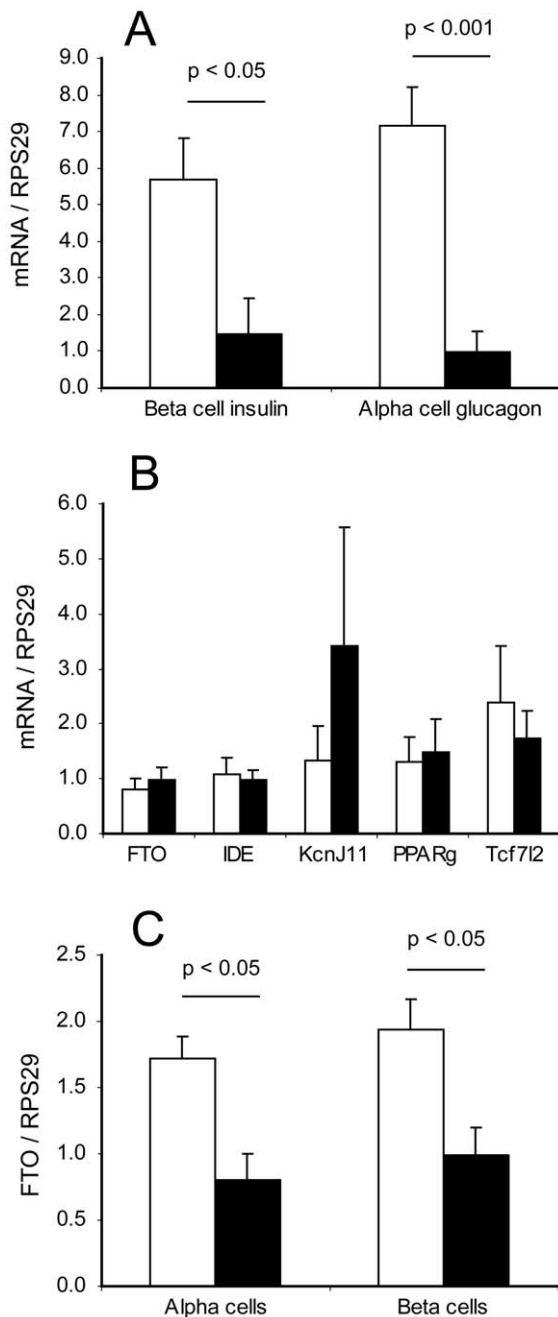 A
p < 0.05
p < 0.001
mRNA / RPS29
9.0
8.0
7.0
6.0
5.0
4.0
3.0
2.0
1.0
0.0
Beta cell insulin
Alpha cell glucagon
B
mRNA / RPS29
6.0
5.0
4.0
3.0
2.0
1.0
0.0
FTO
IDE
KcnJ11
PPARg
Tcf7l2
C
p < 0.05
p < 0.05
FTO / RPS29
2.5
2.0
1.5
1.0
0.5
0.0
Alpha cells
Beta cells